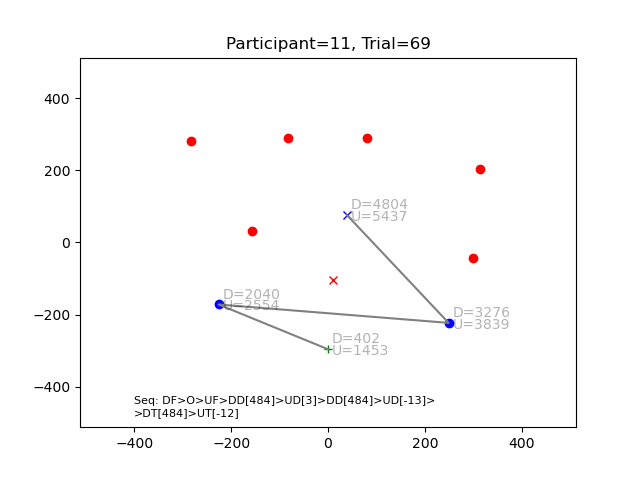 Participant=11, Trial=69
400
200
0
−200
−400
D=4804
U=5437
D=2040
U=2554
D=3276
U=3839
D=402
U=1453
Seq: DF>O>UF>DD[484]>UD[3]>DD[484]>UD[-13]>
>DT[484]>UT[-12]
−400 −200 0 200 400